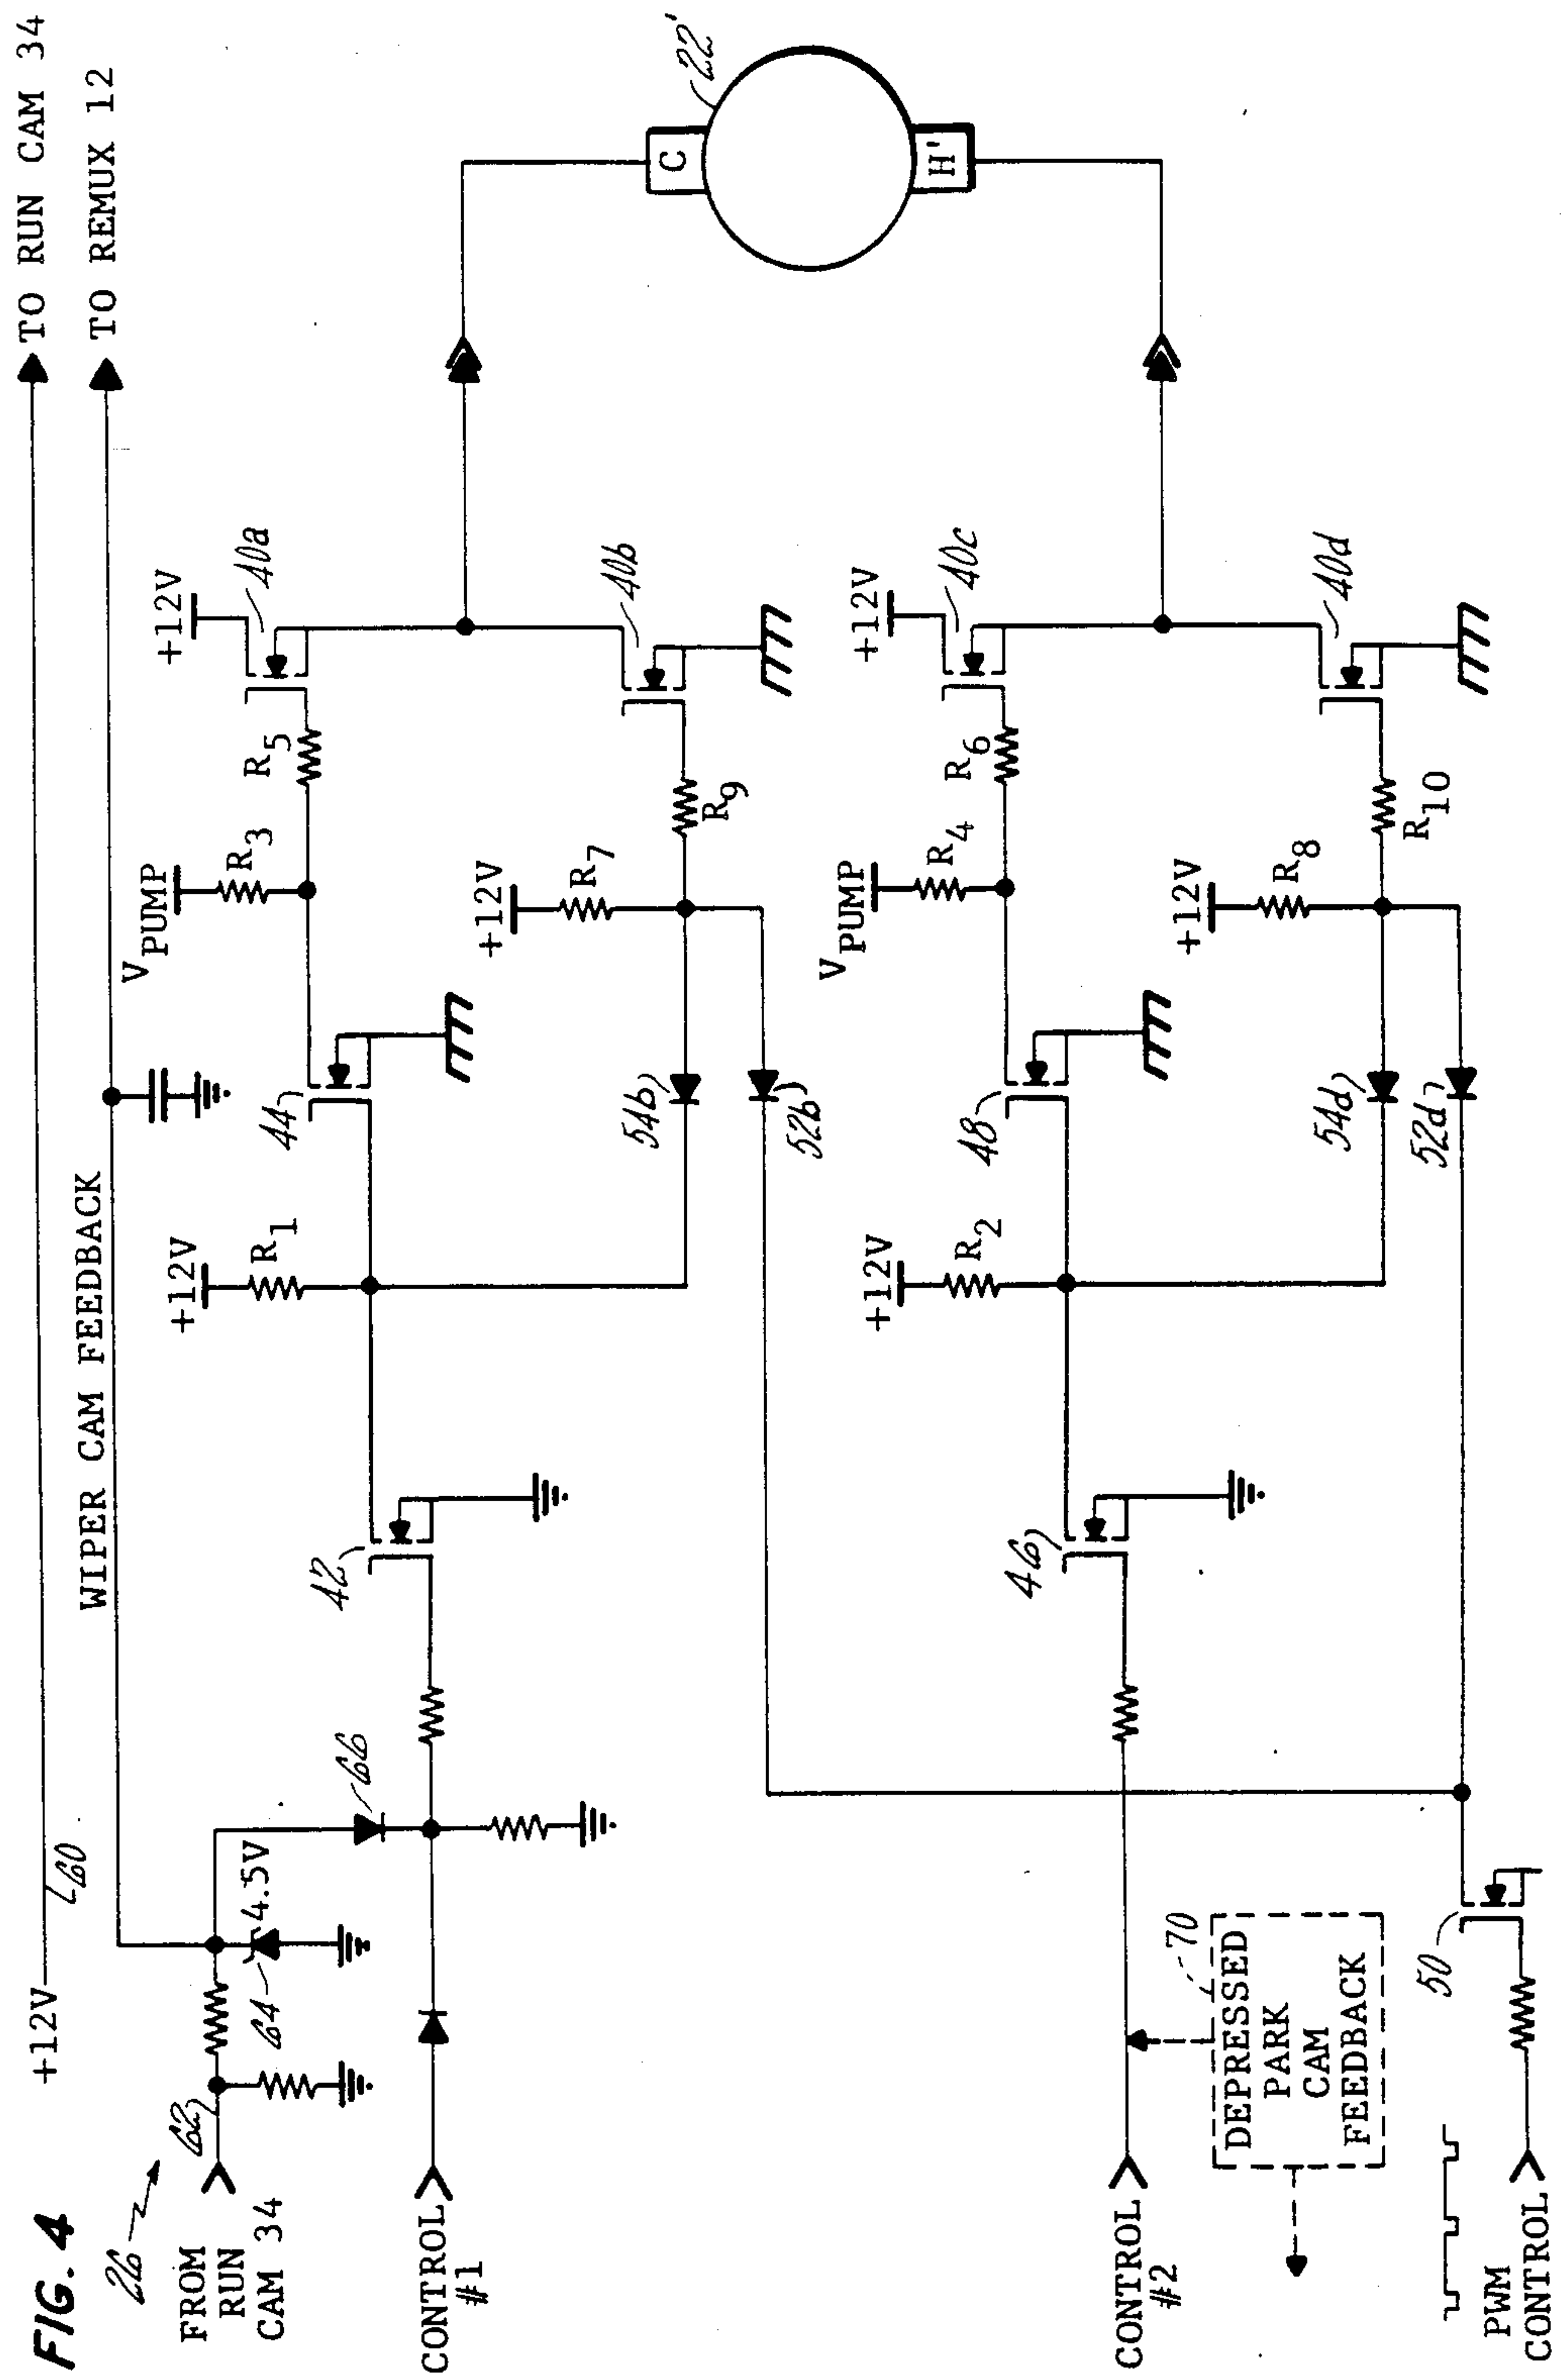 FIG. 4
26
+12V
60
TO RUN CAM 34
WIPER CAM FEEDBACK
TO REMUX 12
FROM
RUN
CAM 34
62
64
4.5V
66
CONTROL
#1
42
+12V
R1
44
VPUMP
R3
R5
+12V
40a
54b
52b
+12V
R7
R9
40b
C
22'
H'
CONTROL
#2
70
DEPRESSED
PARK
CAM
FEEDBACK
46
+12V
R2
48
VPUMP
R4
R6
+12V
40c
54d
52d
+12V
R8
R10
40d
PWM
CONTROL
50